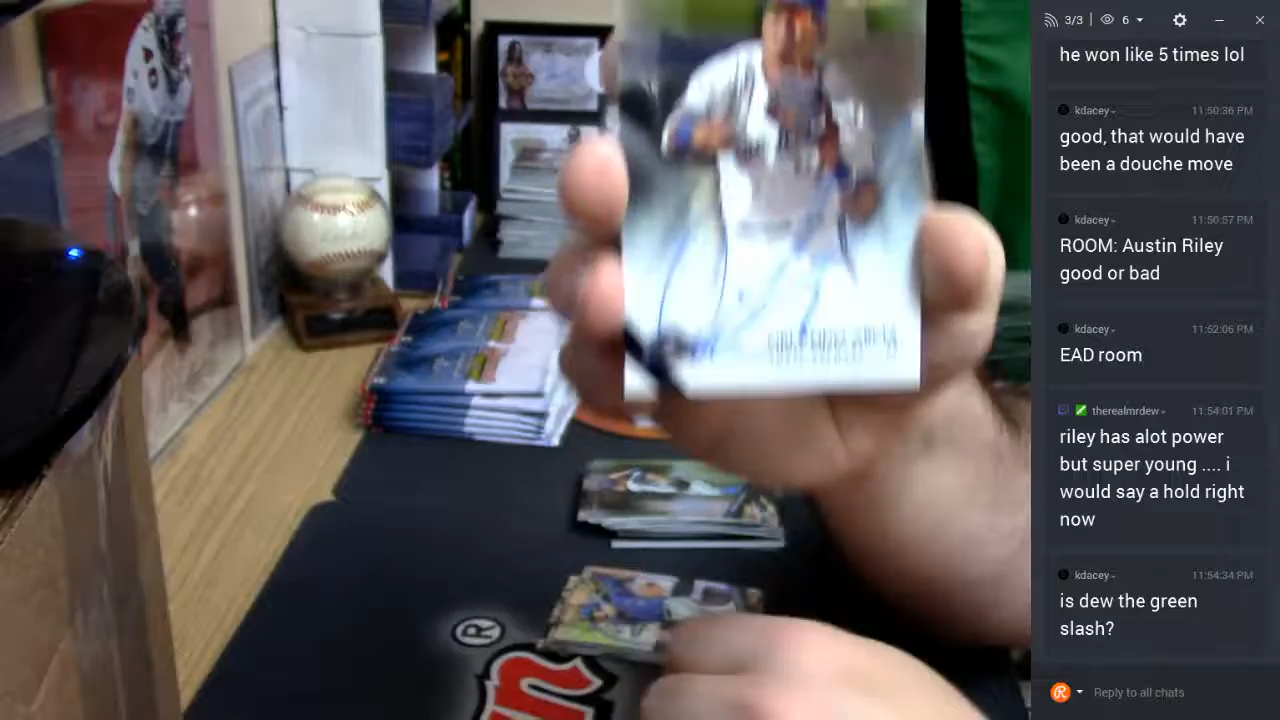 3/3
6
he won like 5 times lol
kdacey
11:50:36 PM
good, that would have
been a douche move
kdacey
11:50:57 PM
ROOM: Austin Riley
good or bad
kdacey
11:52:06 PM
EAD room
therealmrdew
11:54:01 PM
riley has alot power
but super young .... i
would say a hold right
now
kdacey
11:54:34 PM
is dew the green
slash?
Reply to all chats
®